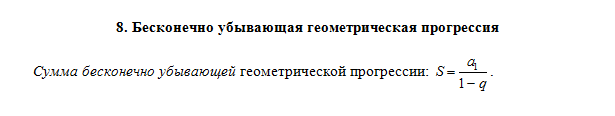 8. Бесконечно убывающая геометрическая прогрессия
Сумма бесконечно убывающей геометрической прогрессии: S = a₁ / (1 − q).